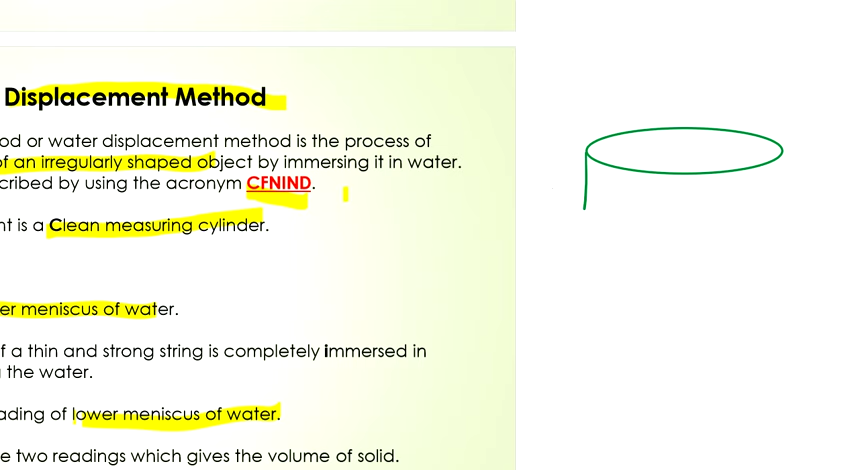 Displacement Method
od or water displacement method is the process of
of an irregularly shaped object by immersing it in water.
cribed by using the acronym CFNIND.
nt is a Clean measuring cylinder.
er meniscus of water.
f a thin and strong string is completely immersed in
the water.
ading of lower meniscus of water.
e two readings which gives the volume of solid.